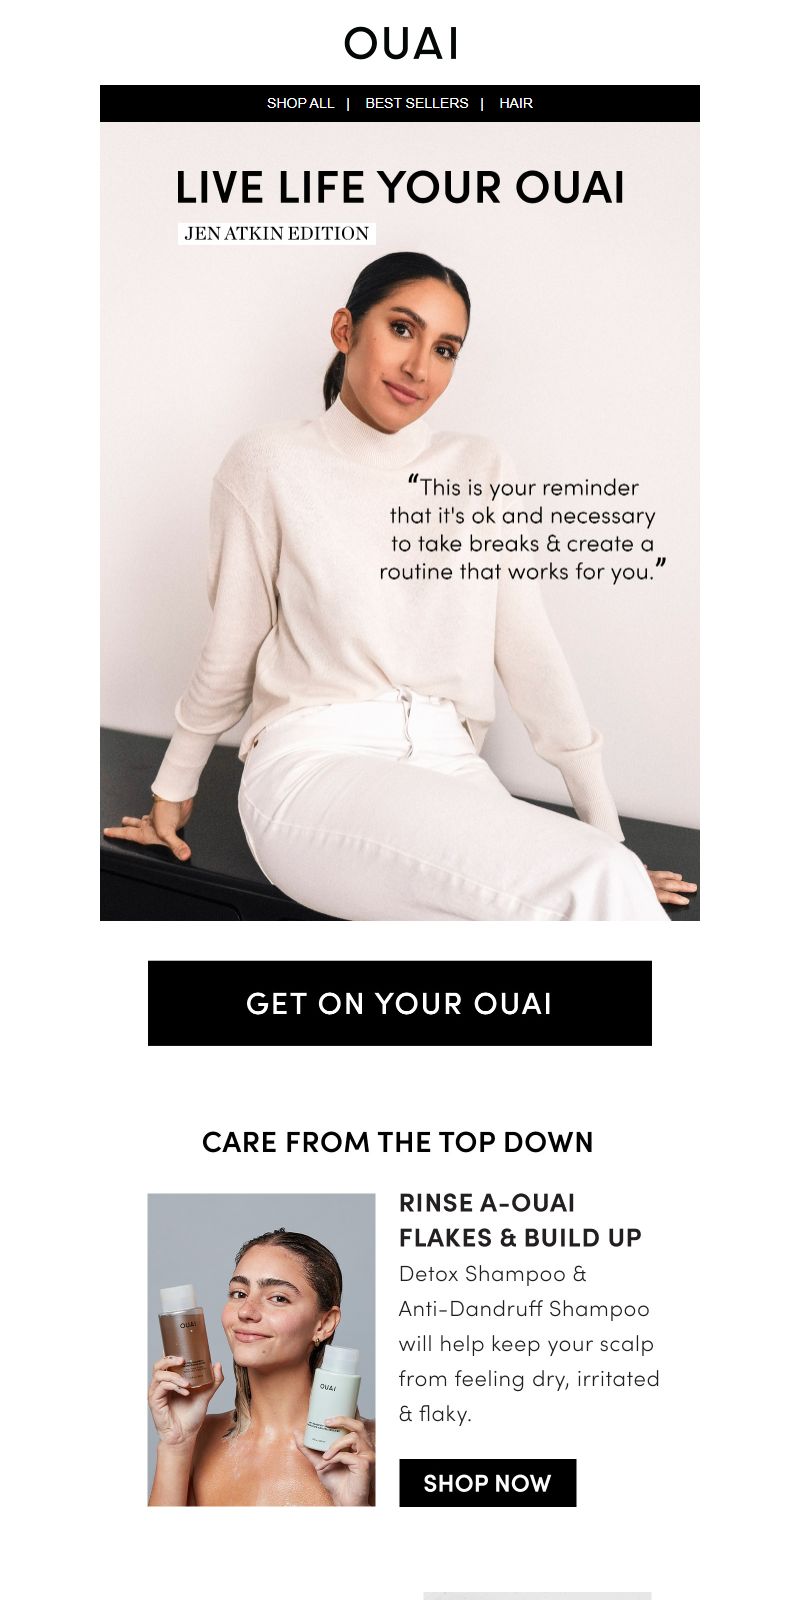 OUAI
SHOP ALL | BEST SELLERS | HAIR
LIVE LIFE YOUR OUAI
JEN ATKIN EDITION
“This is your reminder
that it's ok and necessary
to take breaks & create a
routine that works for you.”
GET ON YOUR OUAI
CARE FROM THE TOP DOWN
RINSE A-OUAI
FLAKES & BUILD UP
Detox Shampoo &
Anti-Dandruff Shampoo
will help keep your scalp
from feeling dry, irritated
& flaky.
OUAI
OUAI
SHOP NOW